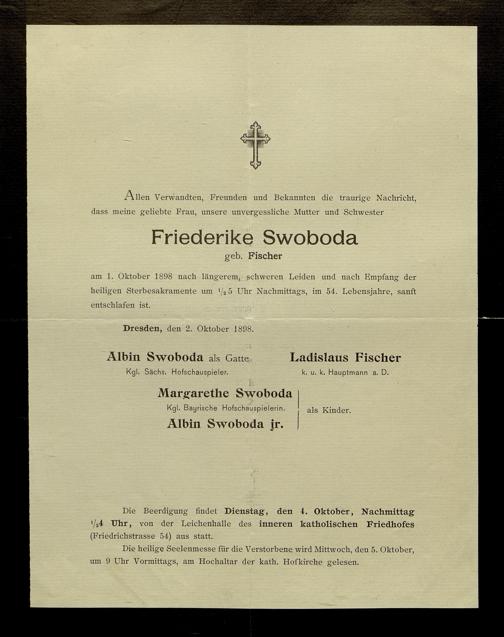 Allen Verwandten, Freunden und Bekannten die traurige Nachricht,
dass meine geliebte Frau, unsere unvergessliche Mutter und Schwester
Friederike Swoboda
geb. Fischer
am 1. Oktober 1898 nach längerem, schweren Leiden und nach Empfang der
heiligen Sterbesakramente um ½5 Uhr Nachmittags, im 54. Lebensjahre, sanft
entschlafen ist.
Dresden, den 2. Oktober 1898.
Albin Swoboda als Gatte.
Kgl. Sächs. Hofschauspieler.
Ladislaus Fischer
k. u. k. Hauptmann a. D.
Margarethe Swoboda
Kgl. Bayrische Hofschauspielerin.
Albin Swoboda jr.
als Kinder.
Die Beerdigung findet Dienstag, den 4. Oktober, Nachmittag
½4 Uhr, von der Leichenhalle des inneren katholischen Friedhofes
(Friedrichstrasse 54) aus statt.
Die heilige Seelenmesse für die Verstorbene wird Mittwoch, den 5. Oktober,
um 9 Uhr Vormittags, am Hochaltar der kath. Hofkirche gelesen.